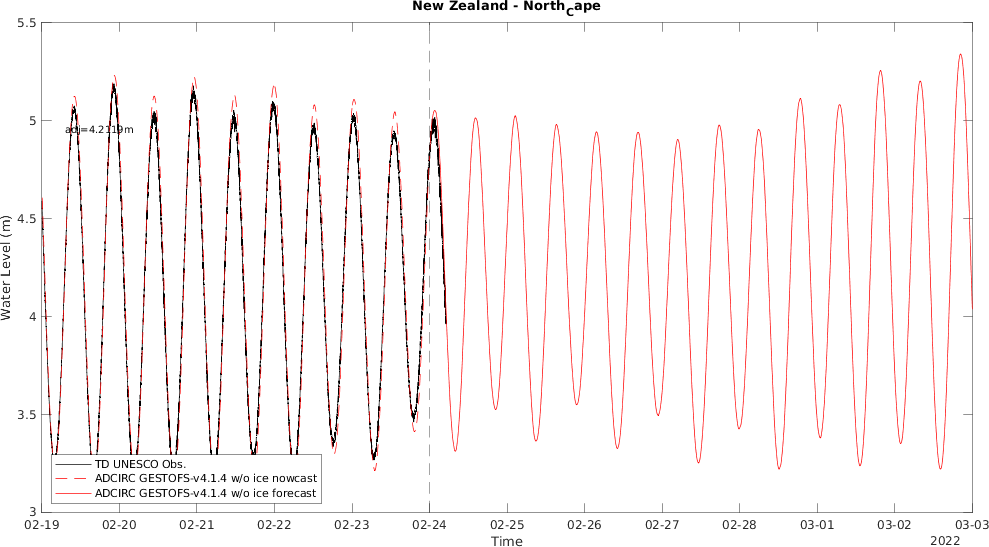 New Zealand - NorthCape
5.5
5
4.5
4
3.5
3
Water Level (m)
adj=4.2119m
TD UNESCO Obs.
ADCIRC GESTOFS-v4.1.4 w/o ice nowcast
ADCIRC GESTOFS-v4.1.4 w/o ice forecast
02-19 02-20 02-21 02-22 02-23 02-24 02-25 02-26 02-27 02-28 03-01 03-02 03-03
Time
2022